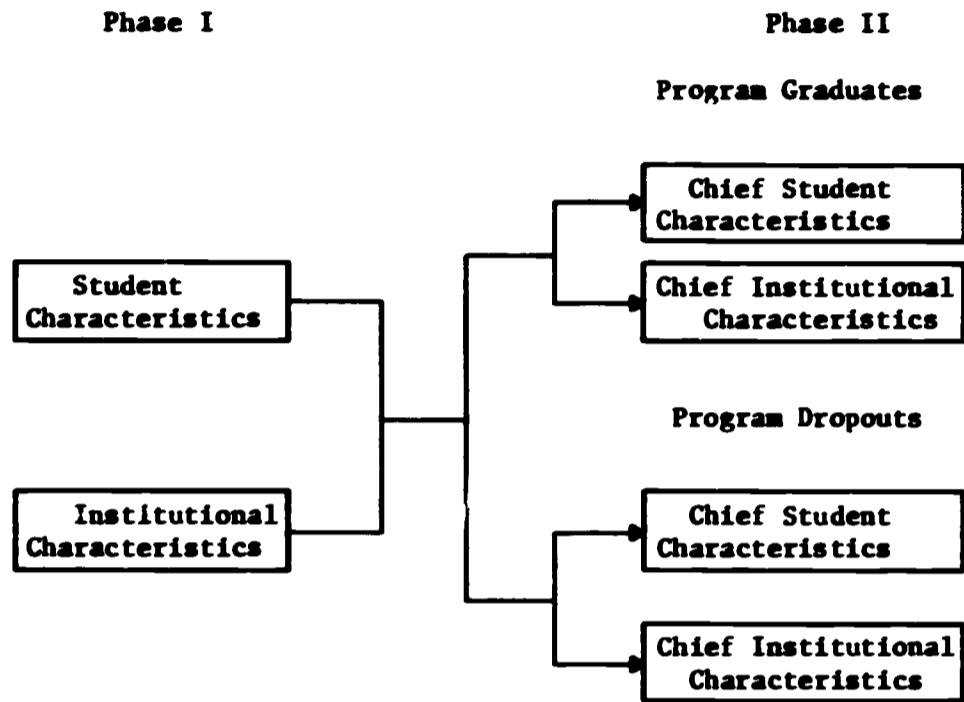 Phase I
Student
Characteristics
Institutional
Characteristics
Phase II
Program Graduates
Chief Student
Characteristics
Chief Institutional
Characteristics
Program Dropouts
Chief Student
Characteristics
Chief Institutional
Characteristics